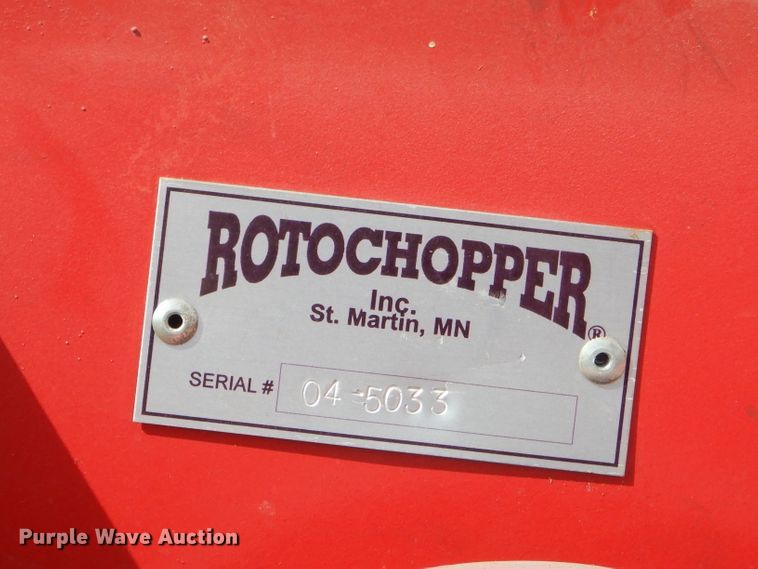 ROTOCHOPPER®
Inc.
St. Martin, MN
SERIAL # 04-5033
Purple Wave Auction